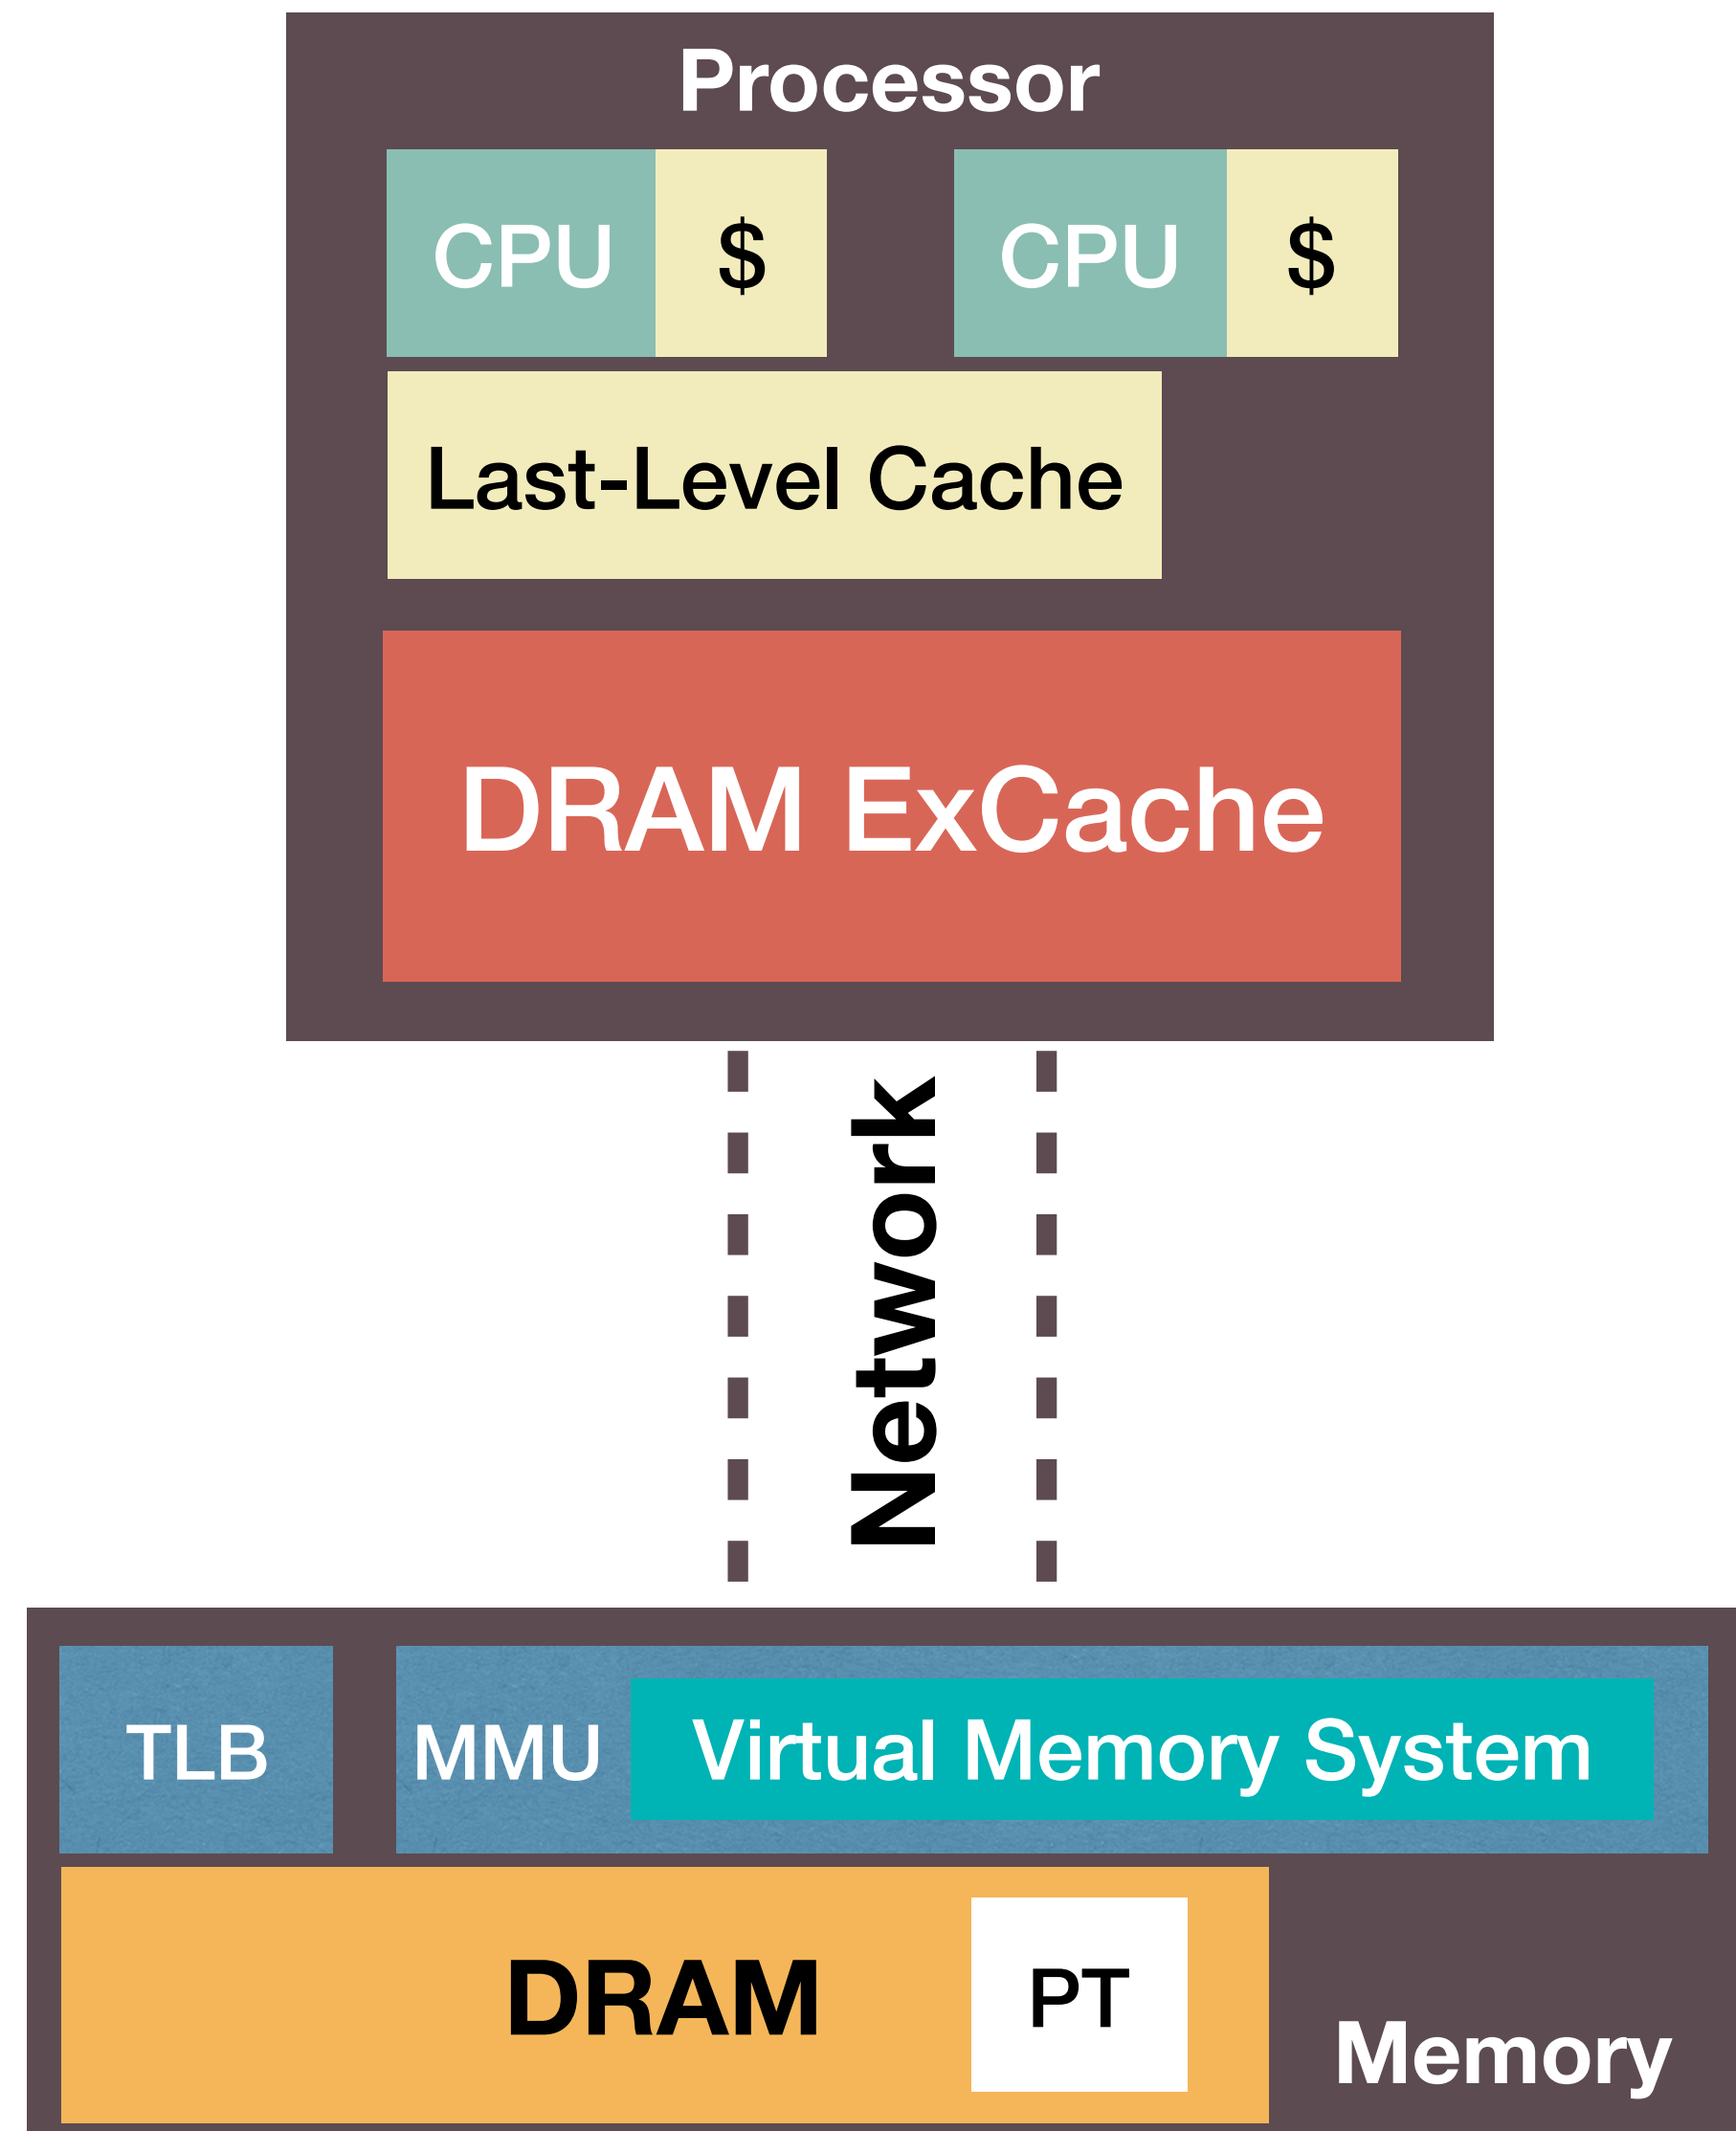 Processor
CPU $ CPU $
Last-Level Cache
DRAM ExCache
Network
TLB MMU Virtual Memory System
DRAM PT
Memory